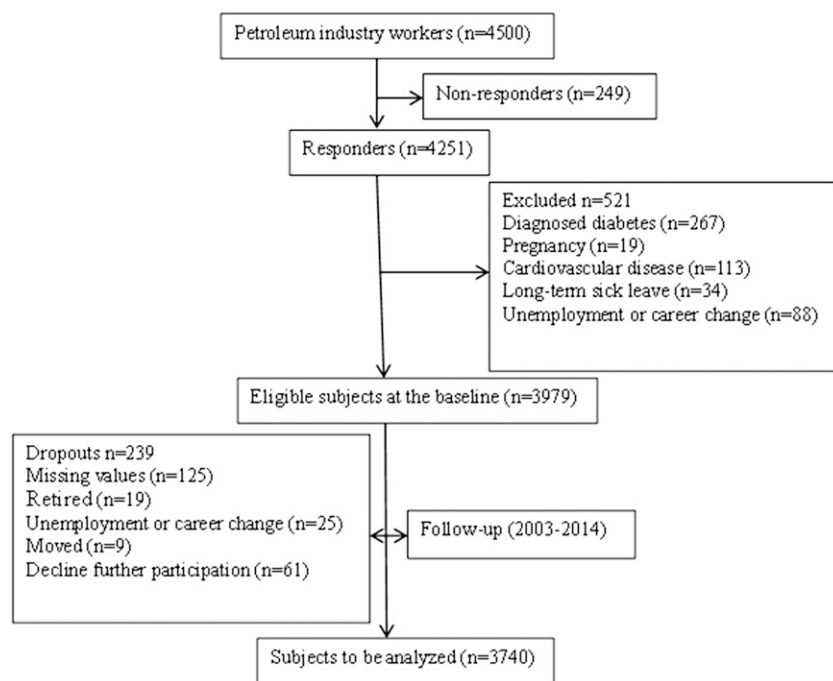 Petroleum industry workers (n=4500)
Non-responders (n=249)
Responders (n=4251)
Excluded n=521
Diagnosed diabetes (n=267)
Pregnancy (n=19)
Cardiovascular disease (n=113)
Long-term sick leave (n=34)
Unemployment or career change (n=88)
Eligible subjects at the baseline (n=3979)
Dropouts n=239
Missing values (n=125)
Retired (n=19)
Unemployment or career change (n=25)
Moved (n=9)
Decline further participation (n=61)
Follow-up (2003-2014)
Subjects to be analyzed (n=3740)